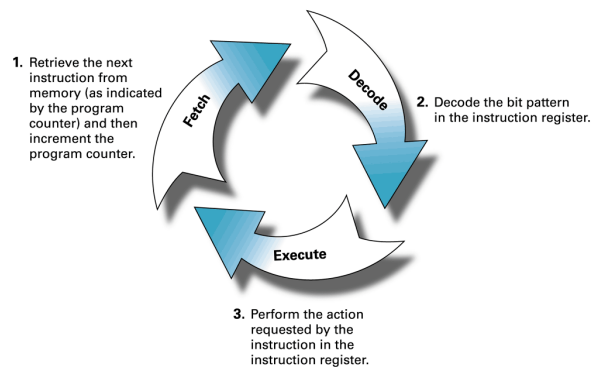 1. Retrieve the next
instruction from
memory (as indicated
by the program
counter) and then
increment the
program counter.
Fetch
Decode
2. Decode the bit pattern
in the instruction register.
Execute
3. Perform the action
requested by the
instruction in the
instruction register.